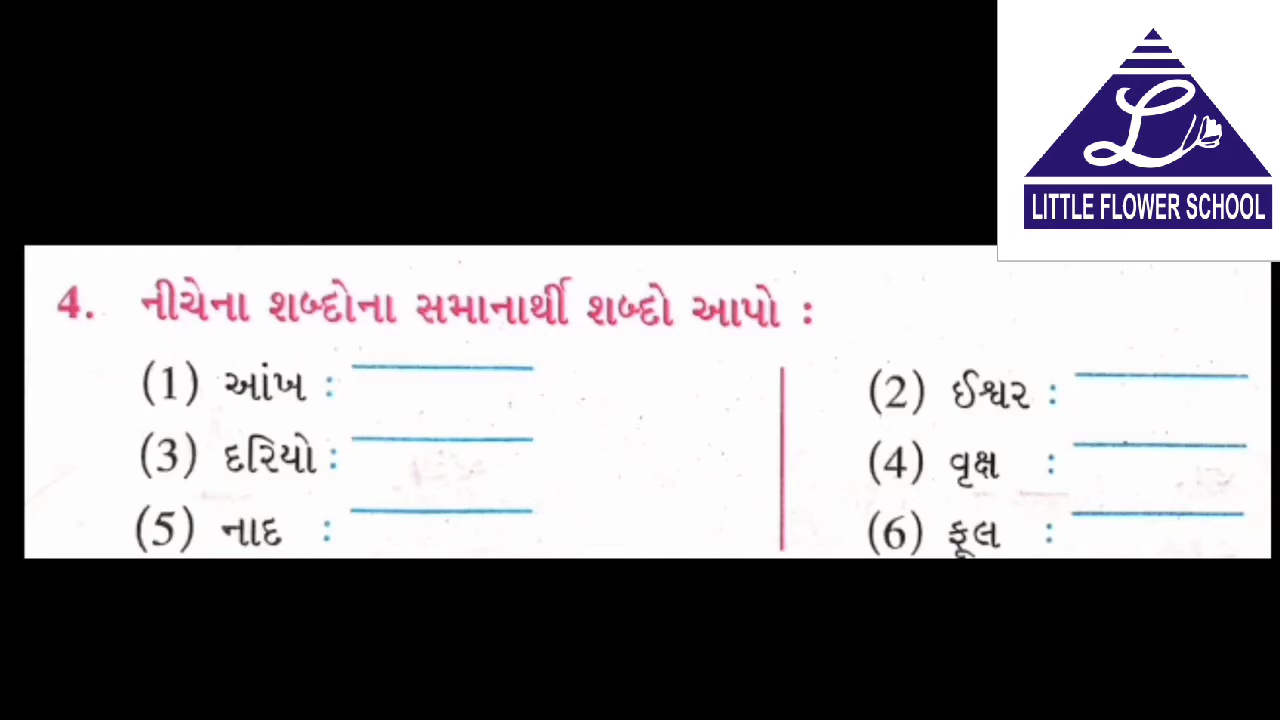 LITTLE FLOWER SCHOOL
4. નીચેના શબ્દોના સમાનાર્થી શબ્દો આપો :
(1) આંખ : (2) ઈશ્વર :
(3) દરિયો : (4) વૃક્ષ :
(5) નાદ : (6) ફૂલ :